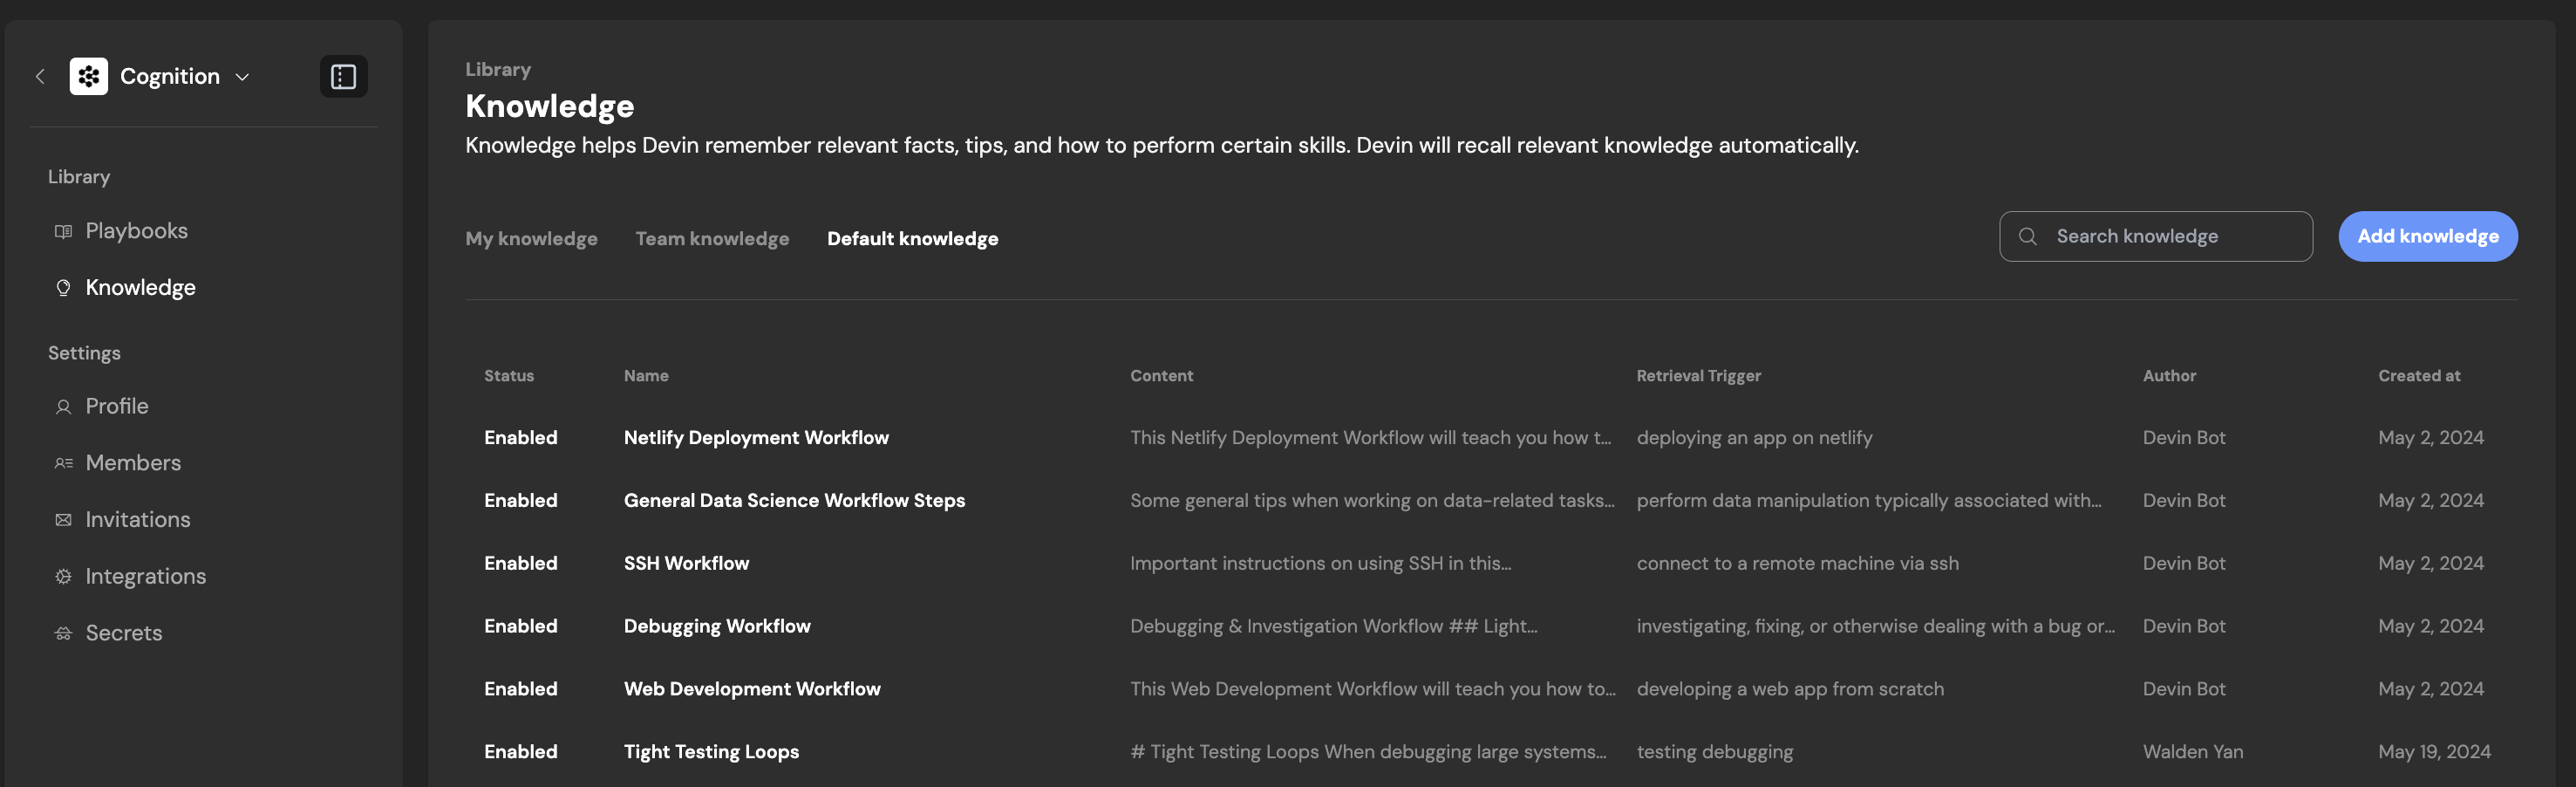 Cognition
Library
Playbooks
Knowledge
Settings
Profile
Members
Invitations
Integrations
Secrets
Library
Knowledge
Knowledge helps Devin remember relevant facts, tips, and how to perform certain skills. Devin will recall relevant knowledge automatically.
My knowledge Team knowledge Default knowledge Search knowledge Add knowledge
Status Name Content Retrieval Trigger Author Created at
Enabled Netlify Deployment Workflow This Netlify Deployment Workflow will teach you how t... deploying an app on netlify Devin Bot May 2, 2024
Enabled General Data Science Workflow Steps Some general tips when working on data-related tasks... perform data manipulation typically associated with... Devin Bot May 2, 2024
Enabled SSH Workflow Important instructions on using SSH in this... connect to a remote machine via ssh Devin Bot May 2, 2024
Enabled Debugging Workflow Debugging & Investigation Workflow ## Light... investigating, fixing, or otherwise dealing with a bug or... Devin Bot May 2, 2024
Enabled Web Development Workflow This Web Development Workflow will teach you how to... developing a web app from scratch Devin Bot May 2, 2024
Enabled Tight Testing Loops # Tight Testing Loops When debugging large systems... testing debugging Walden Yan May 19, 2024